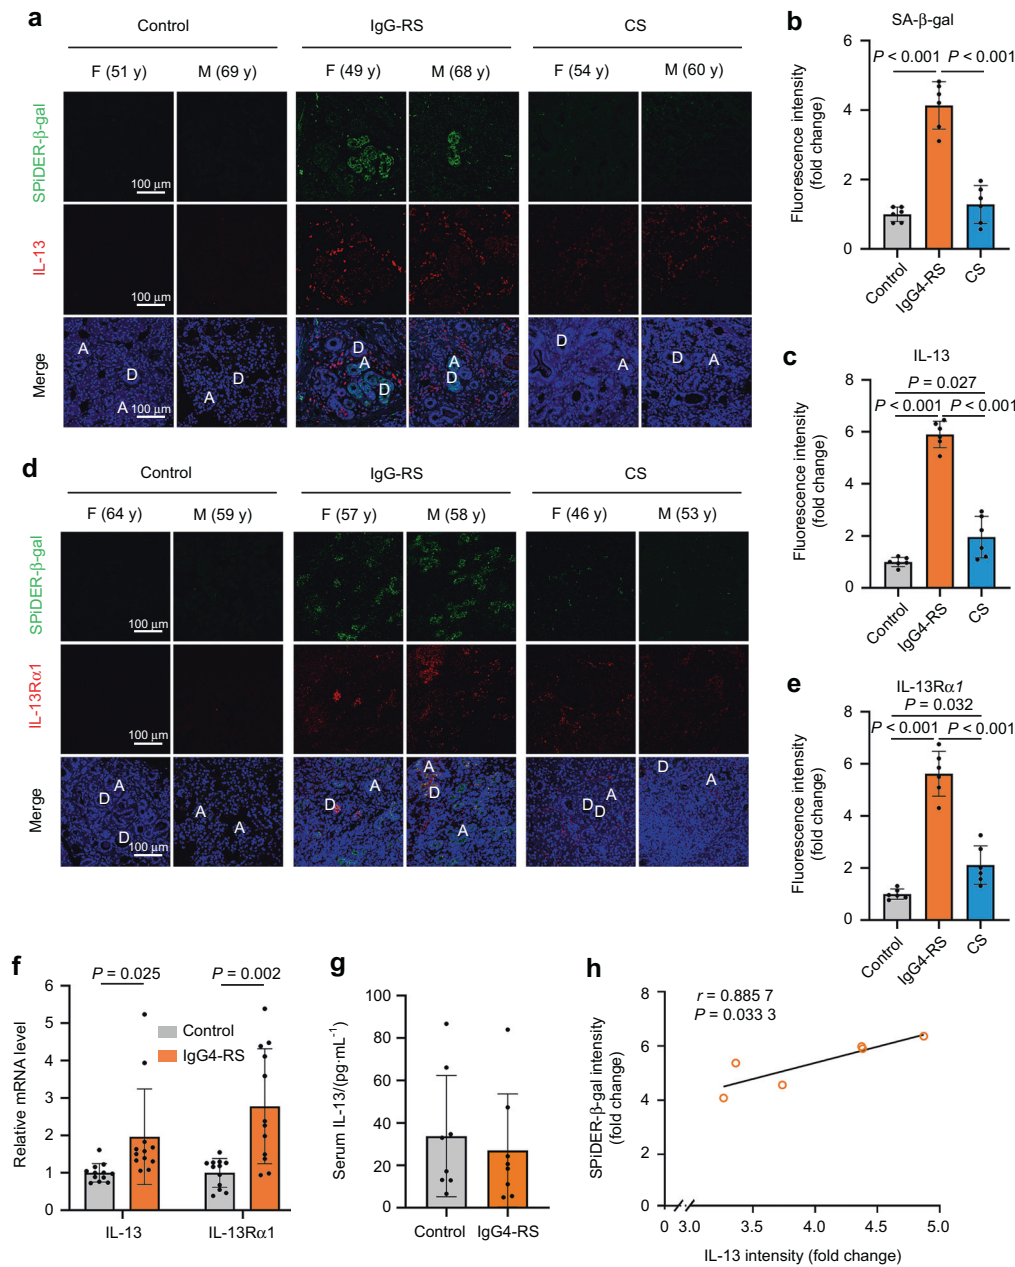 a
Control
IgG-RS
CS
F (51 y)
M (69 y)
F (49 y)
M (68 y)
F (54 y)
M (60 y)
SPiDER-β-gal
100 μm
IL-13
100 μm
Merge
A
D
A
100 μm
D
A
D
A
D
A
D
A
D
D
A
b
SA-β-gal
P < 0.001
P < 0.001
Fluorescence intensity
(fold change)
6
4
2
0
Control
IgG4-RS
CS
c
IL-13
P = 0.027
P < 0.001
P < 0.001
Fluorescence intensity
(fold change)
8
6
4
2
0
Control
IgG4-RS
CS
d
Control
IgG-RS
CS
F (64 y)
M (59 y)
F (57 y)
M (58 y)
F (46 y)
M (53 y)
SPiDER-β-gal
100 μm
IL-13Rα1
100 μm
Merge
A
D
D
100 μm
A
A
D
A
A
D
A
A
D
D
D
A
e
IL-13Rα1
P = 0.032
P < 0.001
P < 0.001
Fluorescence intensity
(fold change)
8
6
4
2
0
Control
IgG4-RS
CS
f
P = 0.025
P = 0.002
Control
IgG4-RS
Relative mRNA level
6
5
4
3
2
1
0
IL-13
IL-13Rα1
g
Serum IL-13/(pg·mL⁻¹)
100
80
60
40
20
0
Control
IgG4-RS
h
r = 0.885 7
P = 0.033 3
SPiDER-β-gal intensity
(fold change)
8
6
4
2
0
0
3.0
3.5
4.0
4.5
5.0
IL-13 intensity (fold change)